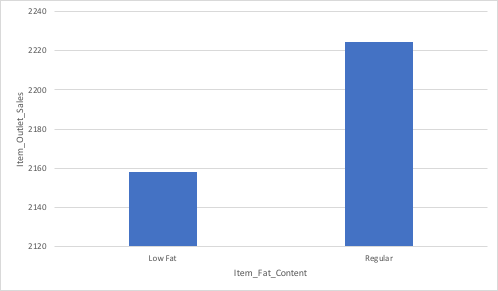 2240
2220
2200
2180
2160
2140
2120
Item_Outlet_Sales
Low Fat
Regular
Item_Fat_Content